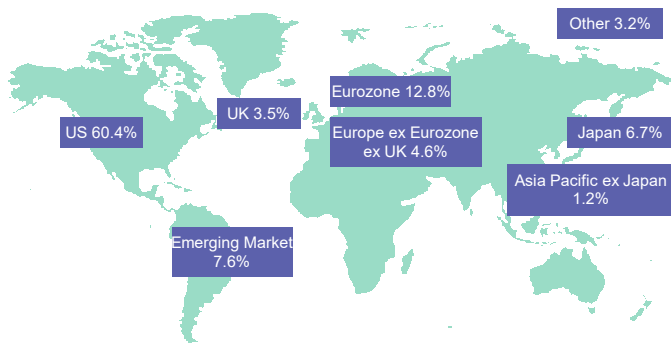 Other 3.2%
Eurozone 12.8%
UK 3.5%
US 60.4%
Europe ex Eurozone
ex UK 4.6%
Japan 6.7%
Asia Pacific ex Japan
1.2%
Emerging Market
7.6%